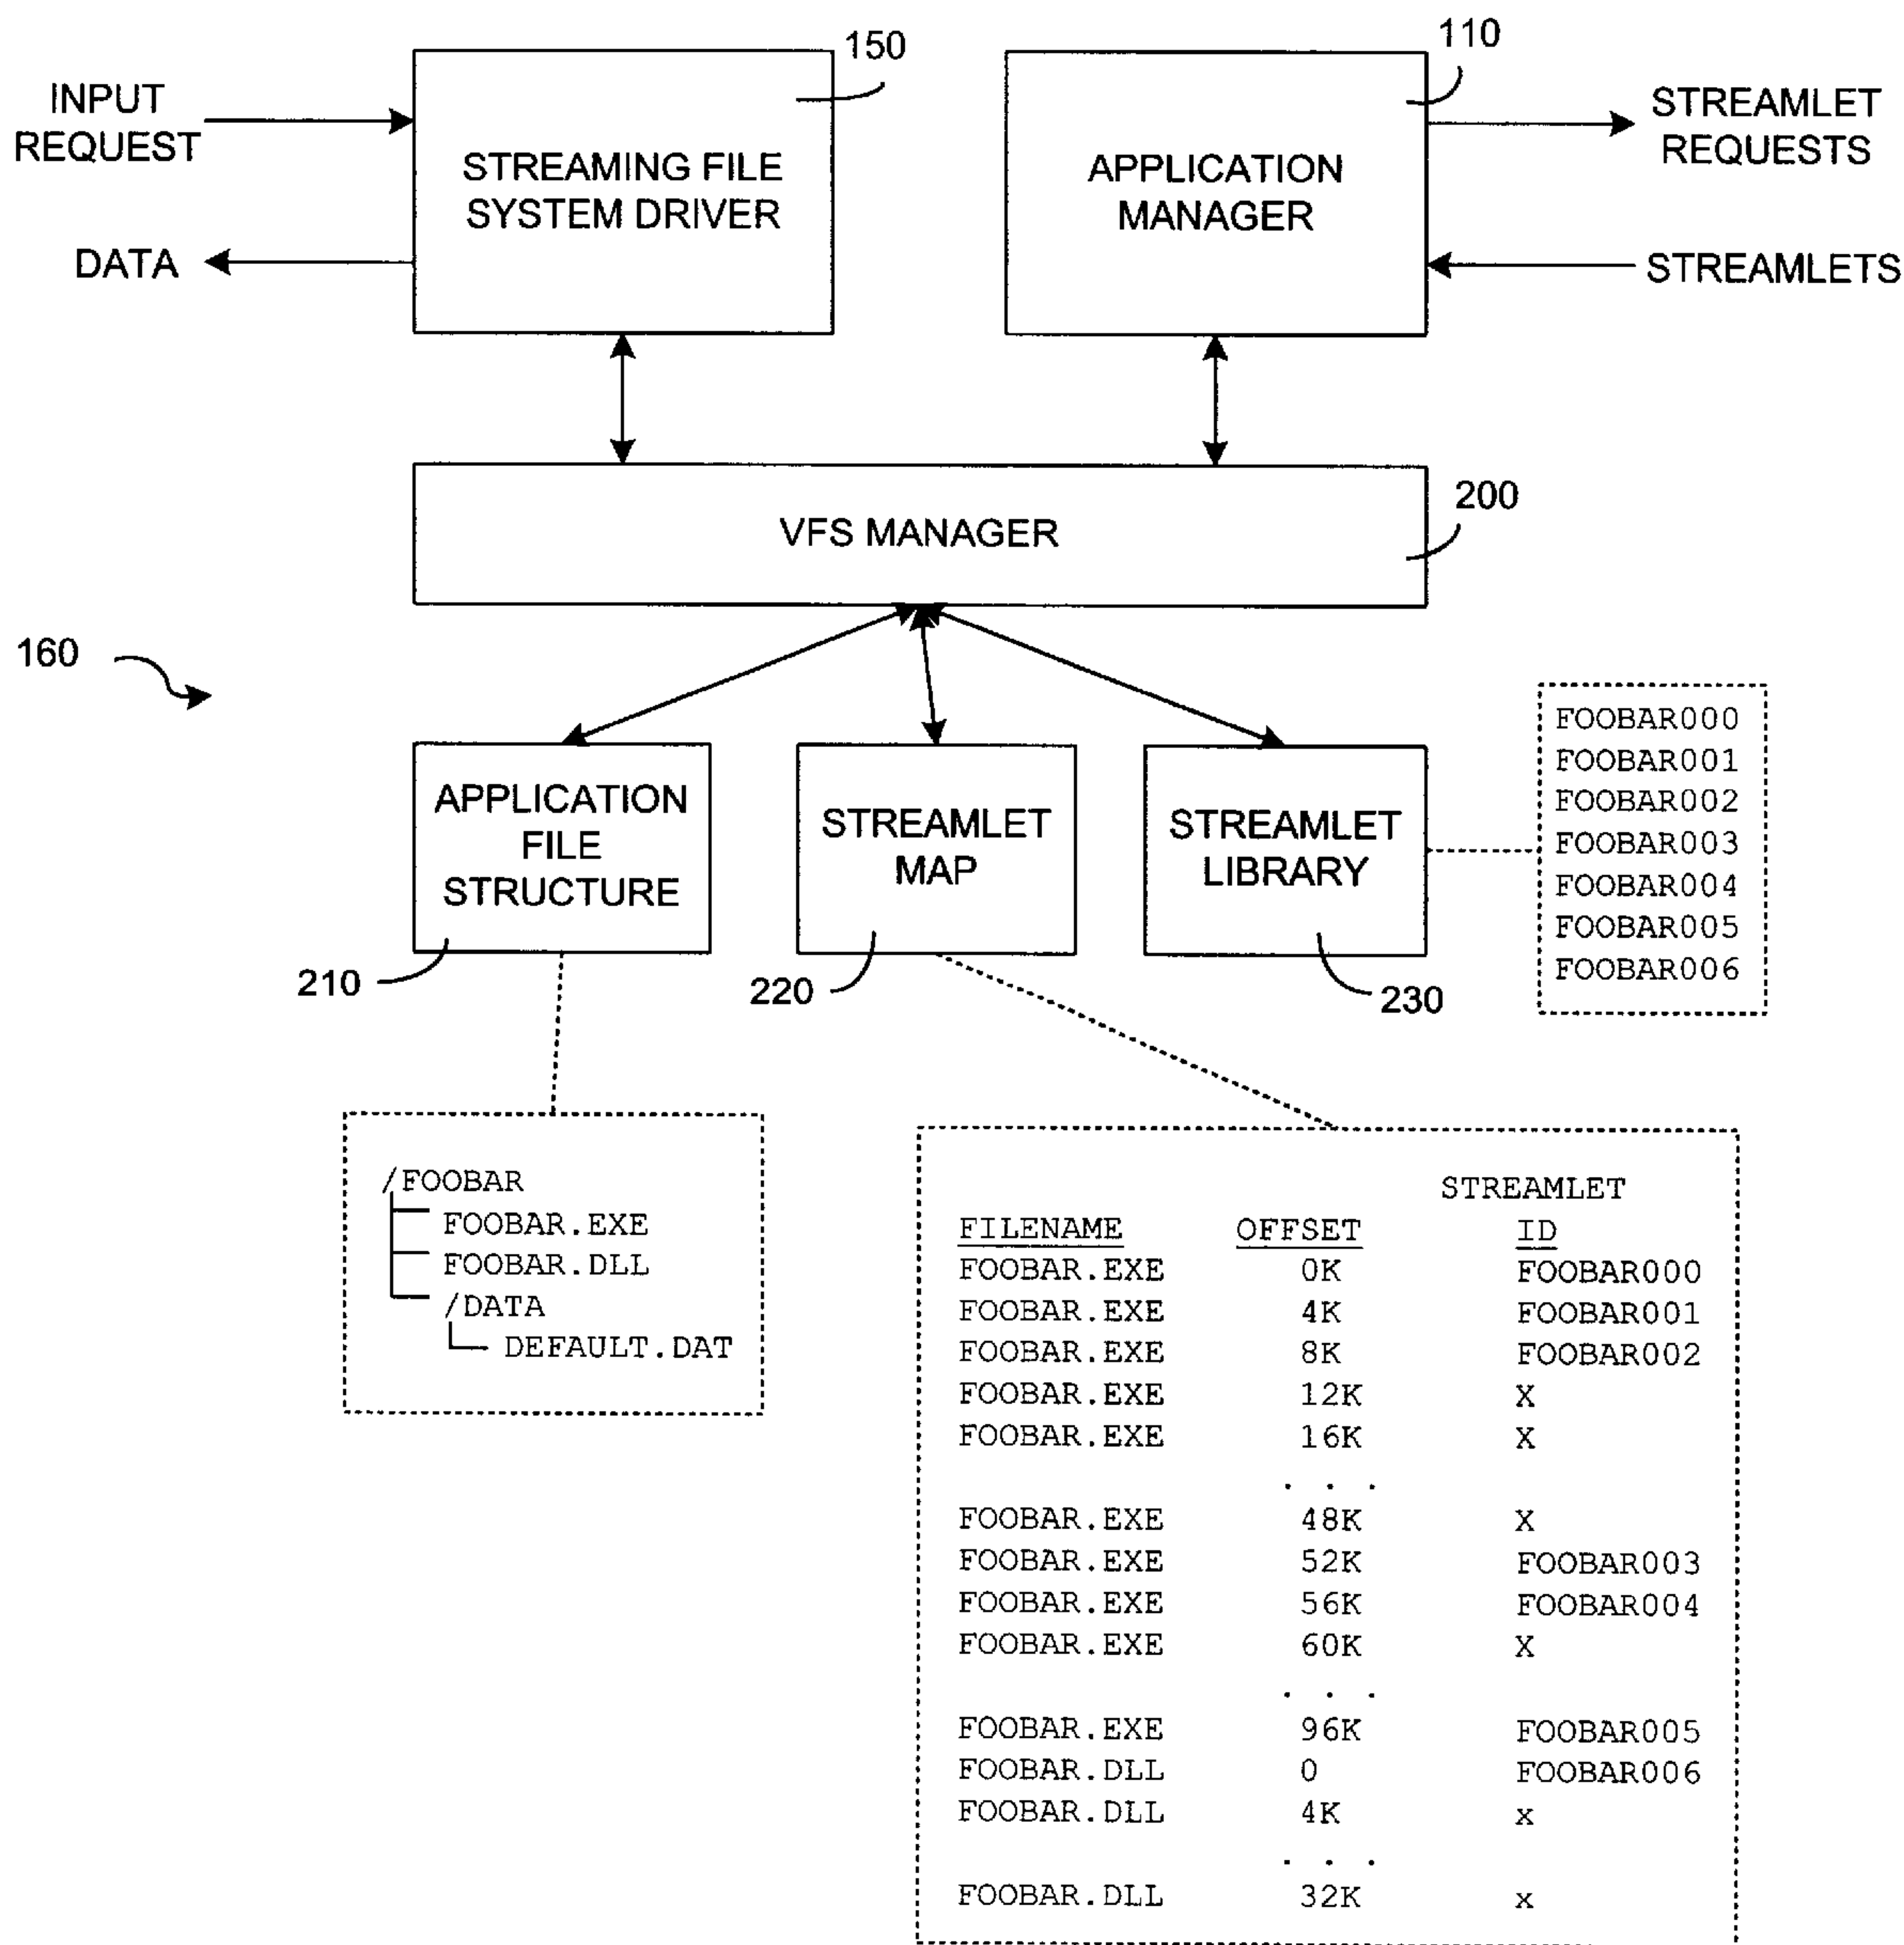 150
110
INPUT
REQUEST
DATA
STREAMING FILE
SYSTEM DRIVER
APPLICATION
MANAGER
STREAMLET
REQUESTS
STREAMLETS
VFS MANAGER
200
160
APPLICATION
FILE
STRUCTURE
210
STREAMLET
MAP
220
STREAMLET
LIBRARY
230
FOOBAR000
FOOBAR001
FOOBAR002
FOOBAR003
FOOBAR004
FOOBAR005
FOOBAR006
/FOOBAR
FOOBAR.EXE
FOOBAR.DLL
/DATA
DEFAULT.DAT
STREAMLET
FILENAME OFFSET ID
FOOBAR.EXE 0K FOOBAR000
FOOBAR.EXE 4K FOOBAR001
FOOBAR.EXE 8K FOOBAR002
FOOBAR.EXE 12K X
FOOBAR.EXE 16K X
. . .
FOOBAR.EXE 48K X
FOOBAR.EXE 52K FOOBAR003
FOOBAR.EXE 56K FOOBAR004
FOOBAR.EXE 60K X
. . .
FOOBAR.EXE 96K FOOBAR005
FOOBAR.DLL 0 FOOBAR006
FOOBAR.DLL 4K x
. . .
FOOBAR.DLL 32K x